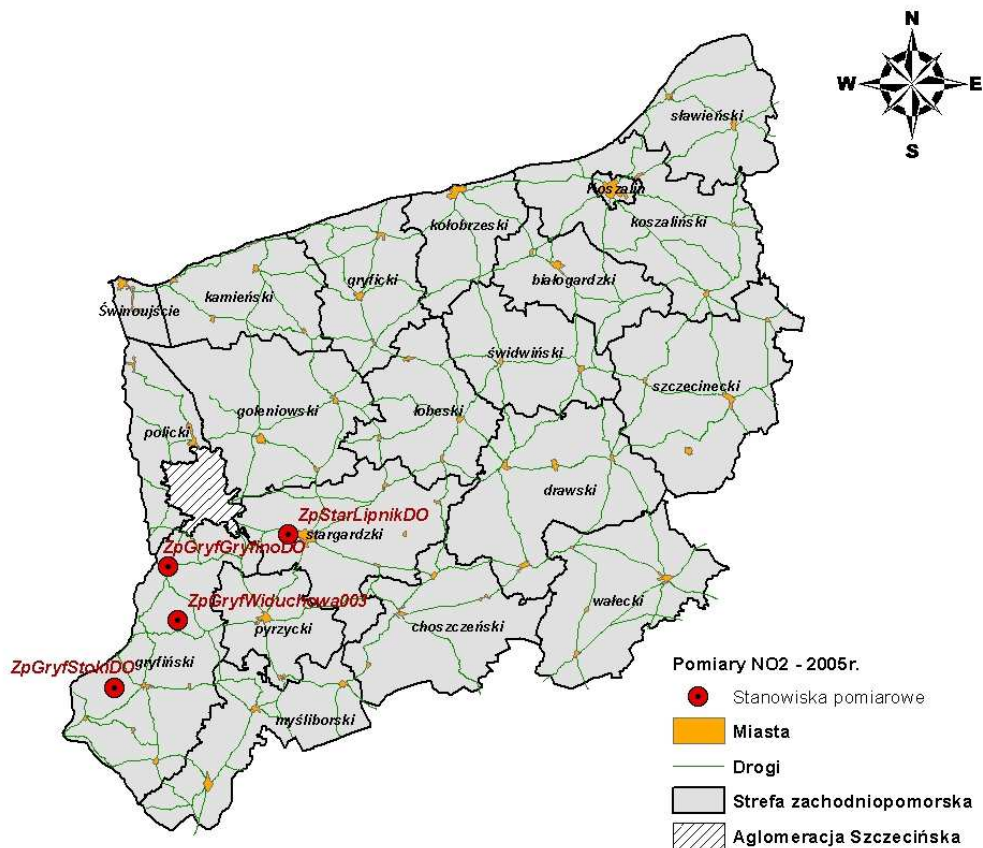 N
W E
S
sławieński
Koszalin
kołobrzeski
koszaliński
gryficki
białogardzki
kamieński
Świnoujście
świdwiński
szczecinecki
goleniowski
łobeski
policki
drawski
ZpStarLipnikDO
stargardzki
ZpGryfGryfinoDO
ZpGryfWiduchowa003
wałecki
choszczeński
pyrzycki
ZpGryfStokiDO
gryfiński
myśliborski
Pomiary NO2 - 2005r.
Stanowiska pomiarowe
Miasta
Drogi
Strefa zachodniopomorska
Aglomeracja Szczecińska